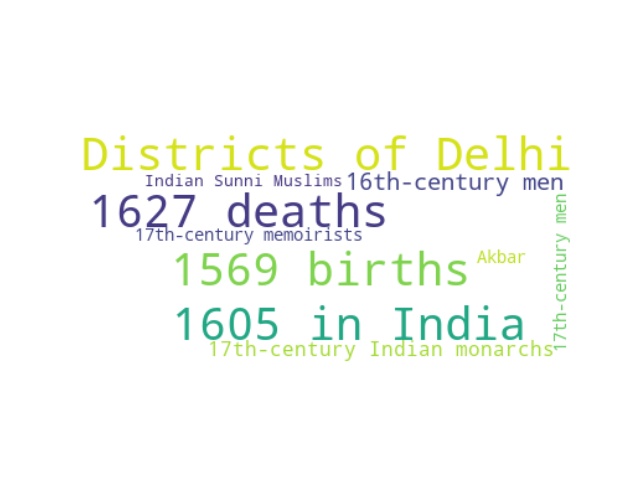 Districts of Delhi
Indian Sunni Muslims
16th-century men
1627 deaths
17th-century memoirists
1569 births
Akbar
17th-century men
1605 in India
17th-century Indian monarchs